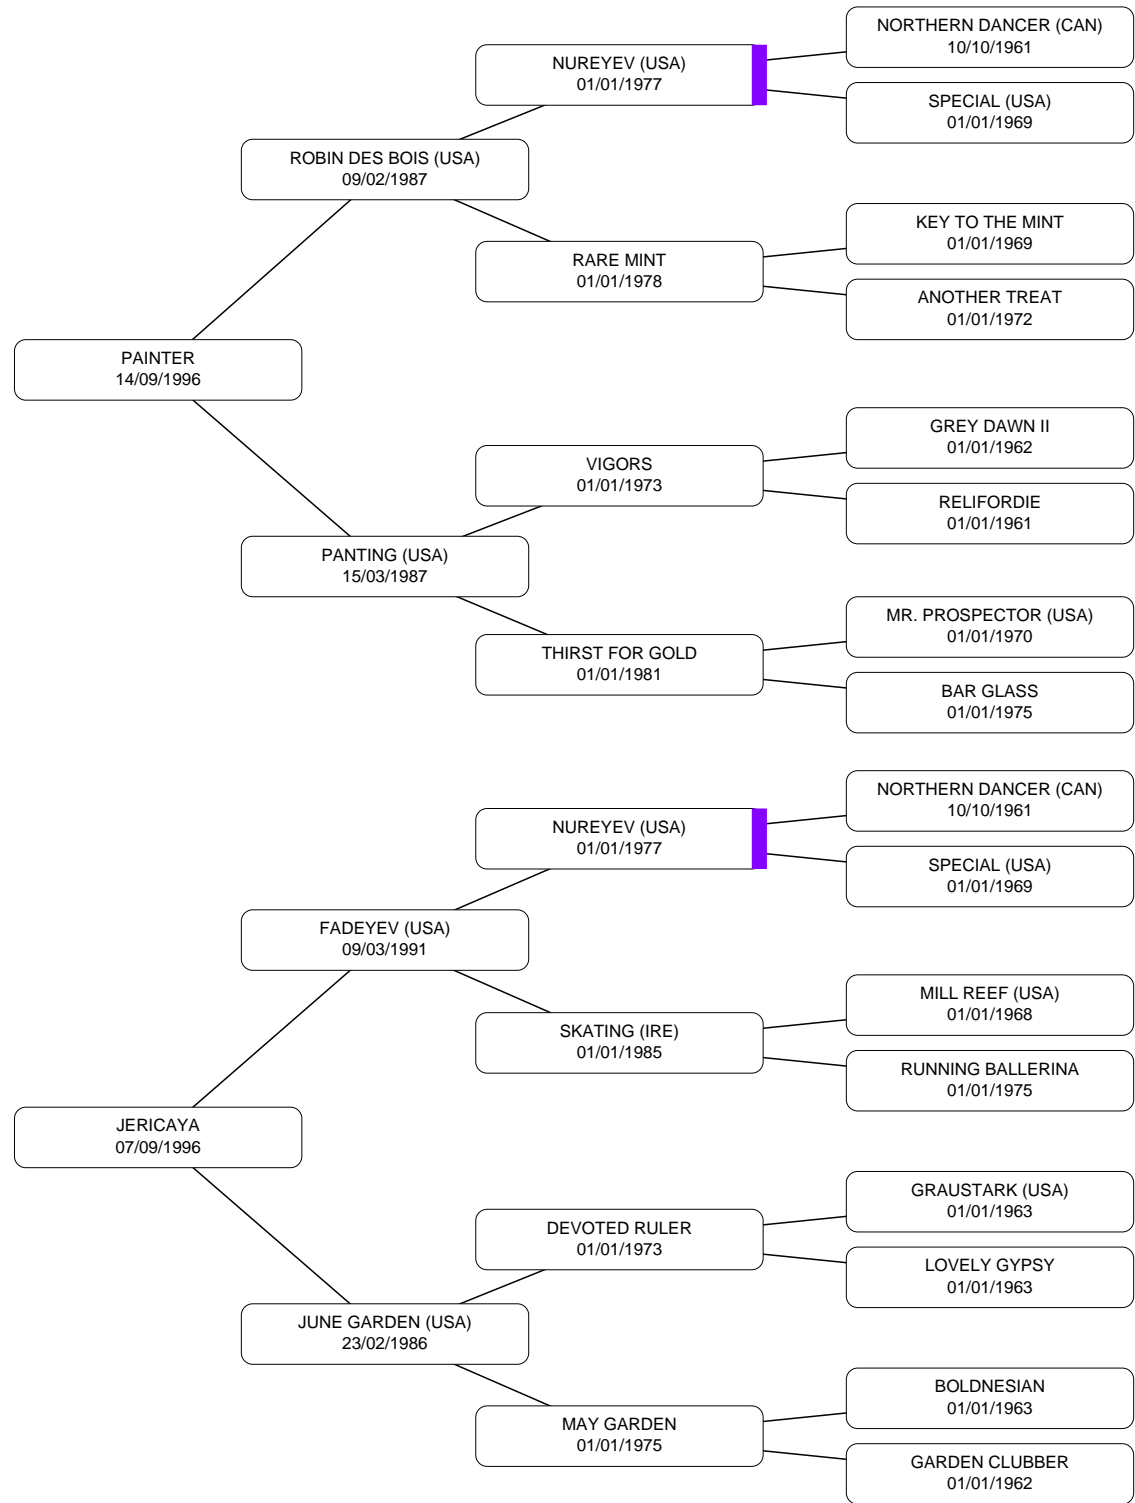 NORTHERN DANCER (CAN)
10/10/1961
NUREYEV (USA)
01/01/1977
SPECIAL (USA)
01/01/1969
ROBIN DES BOIS (USA)
09/02/1987
KEY TO THE MINT
01/01/1969
RARE MINT
01/01/1978
ANOTHER TREAT
01/01/1972
PAINTER
14/09/1996
GREY DAWN II
01/01/1962
VIGORS
01/01/1973
RELIFORDIE
01/01/1961
PANTING (USA)
15/03/1987
MR. PROSPECTOR (USA)
01/01/1970
THIRST FOR GOLD
01/01/1981
BAR GLASS
01/01/1975
NORTHERN DANCER (CAN)
10/10/1961
NUREYEV (USA)
01/01/1977
SPECIAL (USA)
01/01/1969
FADEYEV (USA)
09/03/1991
MILL REEF (USA)
01/01/1968
SKATING (IRE)
01/01/1985
RUNNING BALLERINA
01/01/1975
JERICAYA
07/09/1996
GRAUSTARK (USA)
01/01/1963
DEVOTED RULER
01/01/1973
LOVELY GYPSY
01/01/1963
JUNE GARDEN (USA)
23/02/1986
BOLDNESIAN
01/01/1963
MAY GARDEN
01/01/1975
GARDEN CLUBBER
01/01/1962